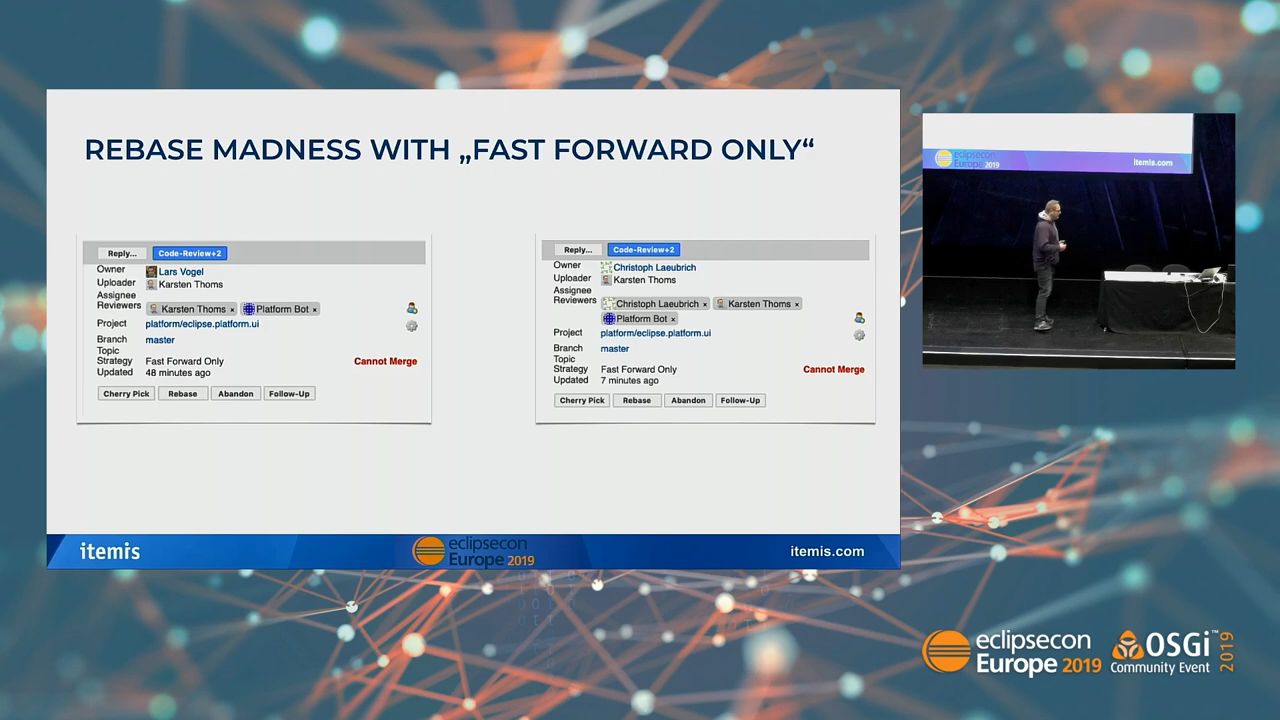 REBASE MADNESS WITH „FAST FORWARD ONLY“
Reply...
Code-Review+2
Owner
Lars Vogel
Uploader
Karsten Thoms
Assignee
Reviewers
Karsten Thoms ×
Platform Bot ×
Project
platform/eclipse.platform.ui
Branch
master
Topic
Strategy
Fast Forward Only
Cannot Merge
Updated
48 minutes ago
Cherry Pick
Rebase
Abandon
Follow-Up
Reply...
Code-Review+2
Owner
Christoph Laeubrich
Uploader
Karsten Thoms
Assignee
Reviewers
Christoph Laeubrich ×
Karsten Thoms ×
Platform Bot ×
Project
platform/eclipse.platform.ui
Branch
master
Topic
Strategy
Fast Forward Only
Cannot Merge
Updated
7 minutes ago
Cherry Pick
Rebase
Abandon
Follow-Up
itemis
eclipsecon
Europe 2019
itemis.com
eclipsecon
Europe 2019
itemis.com
eclipsecon
Europe 2019
OSGi™
Community Event
2019